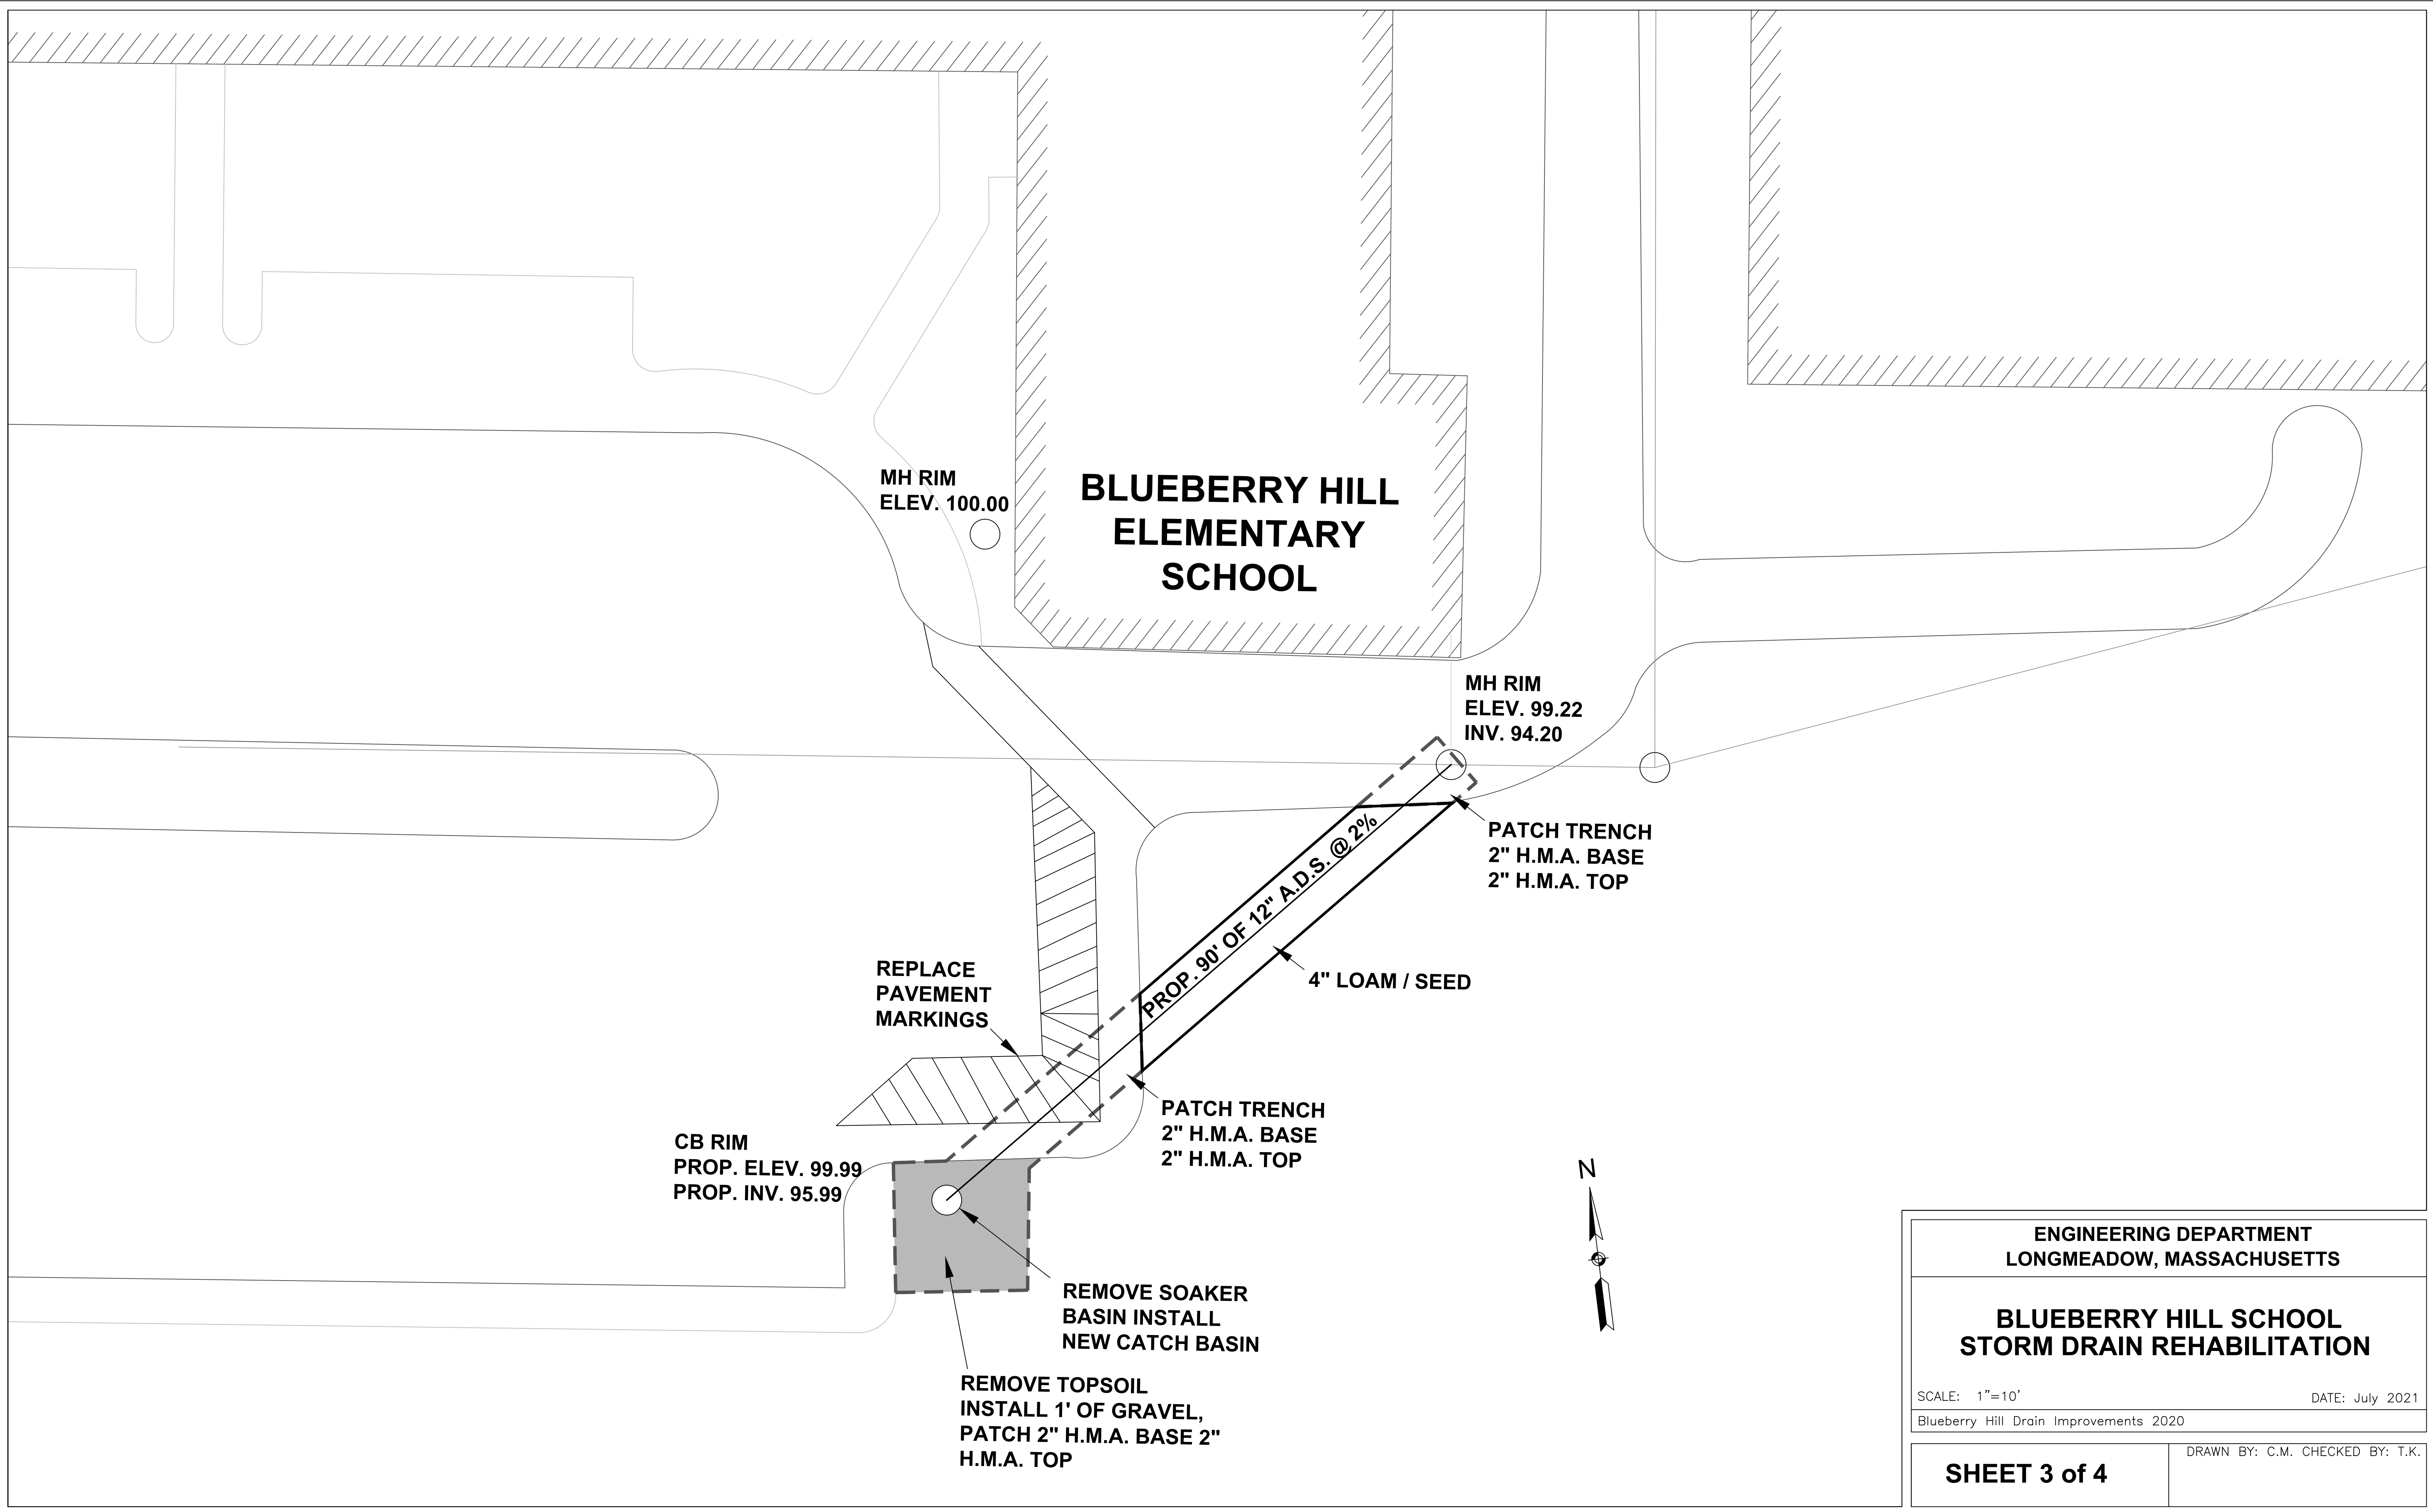 MH RIM
ELEV. 100.00
BLUEBERRY HILL
ELEMENTARY
SCHOOL
MH RIM
ELEV. 99.22
INV. 94.20
PATCH TRENCH
2" H.M.A. BASE
2" H.M.A. TOP
PROP. 90' OF 12" A.D.S. @ 2%
4" LOAM / SEED
REPLACE
PAVEMENT
MARKINGS
PATCH TRENCH
2" H.M.A. BASE
2" H.M.A. TOP
CB RIM
PROP. ELEV. 99.99
PROP. INV. 95.99
N
REMOVE SOAKER
BASIN INSTALL
NEW CATCH BASIN
REMOVE TOPSOIL
INSTALL 1' OF GRAVEL,
PATCH 2" H.M.A. BASE 2"
H.M.A. TOP
ENGINEERING DEPARTMENT
LONGMEADOW, MASSACHUSETTS
BLUEBERRY HILL SCHOOL
STORM DRAIN REHABILITATION
SCALE: 1"=10' DATE: July 2021
Blueberry Hill Drain Improvements 2020
SHEET 3 of 4
DRAWN BY: C.M. CHECKED BY: T.K.